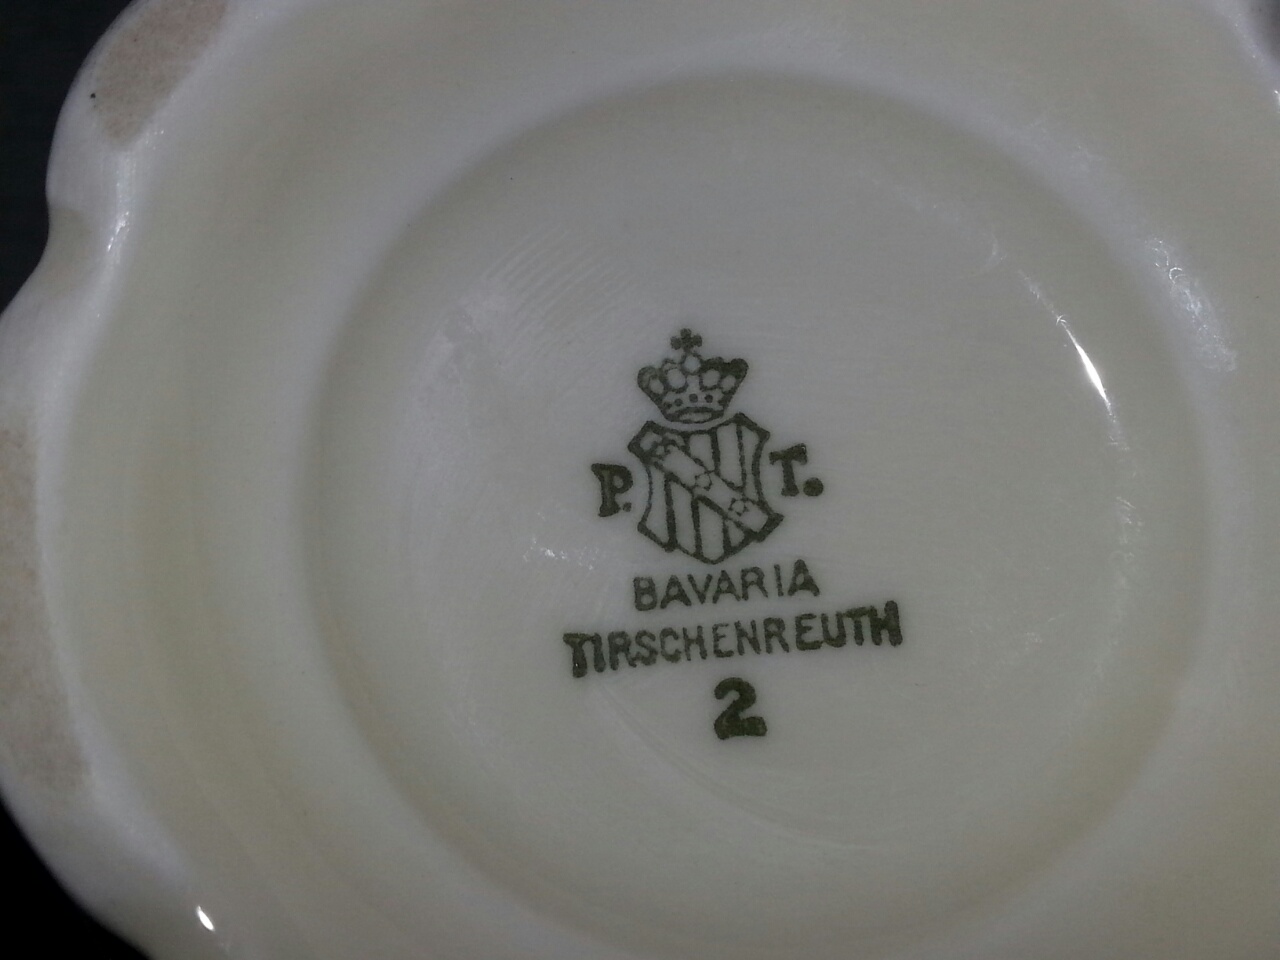 P. T.
BAVARIA
TIRSCHENREUTH
2